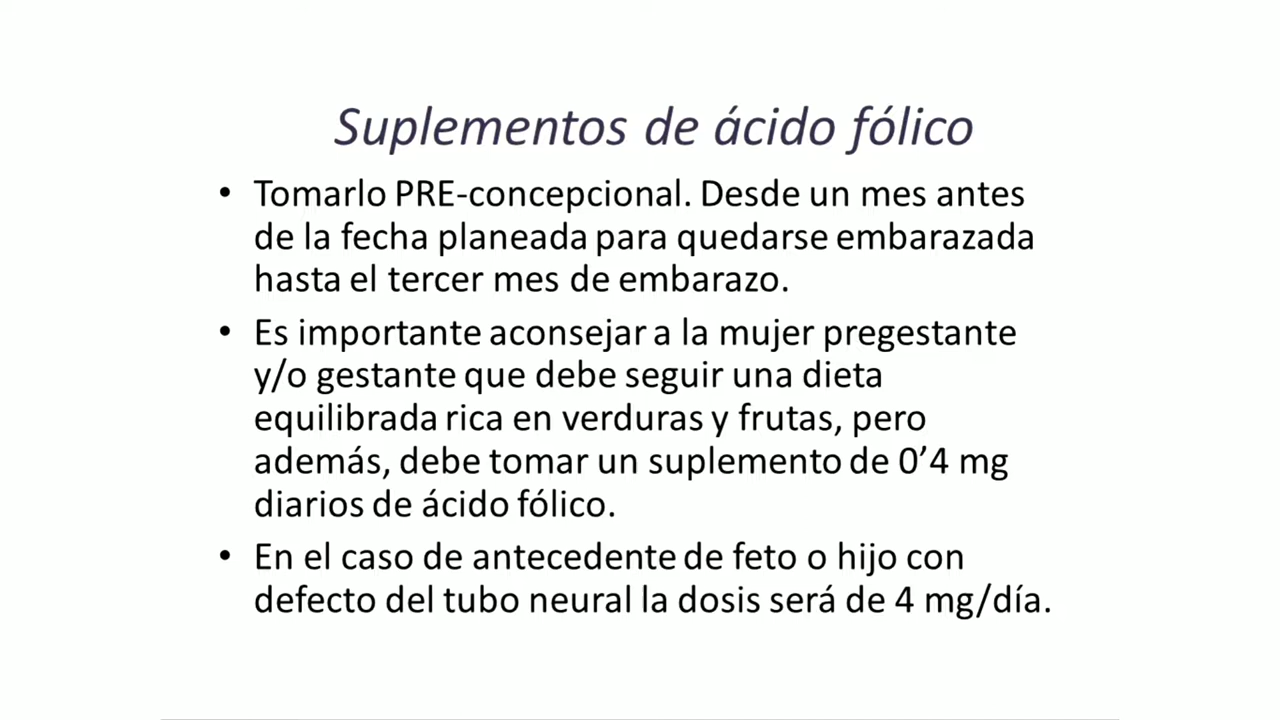 Suplementos de ácido fólico
• Tomarlo PRE-concepcional. Desde un mes antes
de la fecha planeada para quedarse embarazada
hasta el tercer mes de embarazo.
• Es importante aconsejar a la mujer pregestante
y/o gestante que debe seguir una dieta
equilibrada rica en verduras y frutas, pero
además, debe tomar un suplemento de 0’4 mg
diarios de ácido fólico.
• En el caso de antecedente de feto o hijo con
defecto del tubo neural la dosis será de 4 mg/día.